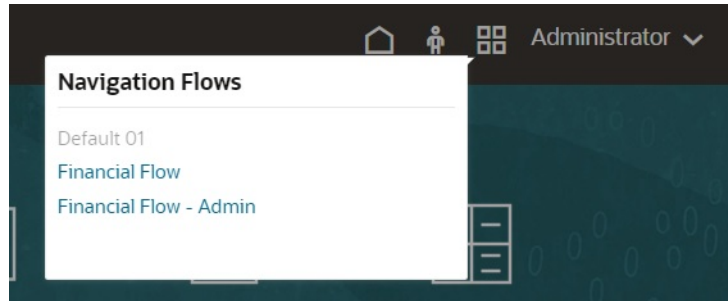 Administrator
Navigation Flows
Default 01
Financial Flow
Financial Flow - Admin